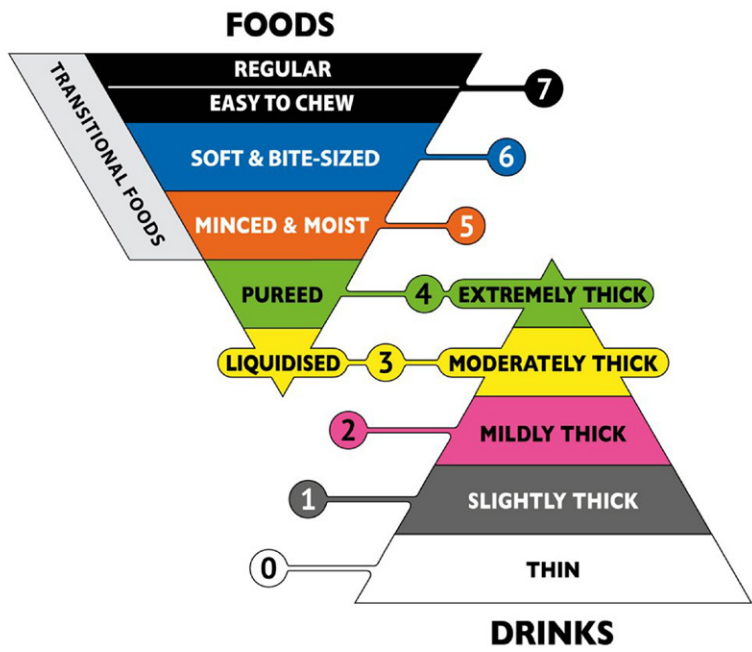 FOODS
REGULAR
EASY TO CHEW
7
TRANSITIONAL FOODS
SOFT & BITE-SIZED
6
MINCED & MOIST
5
PUREED
4
EXTREMELY THICK
LIQUIDISED
3
MODERATELY THICK
2
MILDLY THICK
1
SLIGHTLY THICK
0
THIN
DRINKS